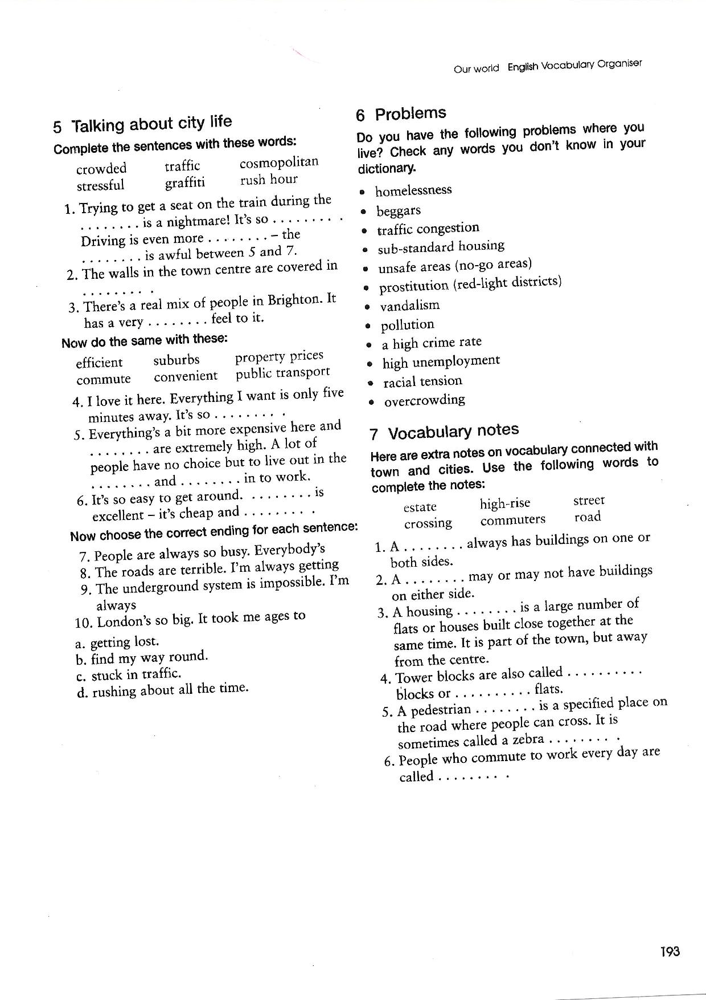 Our world English Vocabulary Organiser
5 Talking about city life
Complete the sentences with these words:
crowded traffic cosmopolitan
stressful graffiti rush hour
1. Trying to get a seat on the train during the
. . . . . . . . is a nightmare! It's so . . . . . . . . .
Driving is even more . . . . . . . . – the
. . . . . . . . is awful between 5 and 7.
2. The walls in the town centre are covered in
. . . . . . . . .
3. There's a real mix of people in Brighton. It
has a very . . . . . . . . feel to it.
Now do the same with these:
efficient suburbs property prices
commute convenient public transport
4. I love it here. Everything I want is only five
minutes away. It's so . . . . . . . . .
5. Everything's a bit more expensive here and
. . . . . . . . are extremely high. A lot of
people have no choice but to live out in the
. . . . . . . . and . . . . . . . . in to work.
6. It's so easy to get around. . . . . . . . . is
excellent – it's cheap and . . . . . . . . .
Now choose the correct ending for each sentence:
7. People are always so busy. Everybody's
8. The roads are terrible. I'm always getting
9. The underground system is impossible. I'm
always
10. London's so big. It took me ages to
a. getting lost.
b. find my way round.
c. stuck in traffic.
d. rushing about all the time.
6 Problems
Do you have the following problems where you
live? Check any words you don't know in your
dictionary.
• homelessness
• beggars
• traffic congestion
• sub-standard housing
• unsafe areas (no-go areas)
• prostitution (red-light districts)
• vandalism
• pollution
• a high crime rate
• high unemployment
• racial tension
• overcrowding
7 Vocabulary notes
Here are extra notes on vocabulary connected with
town and cities. Use the following words to
complete the notes:
estate high-rise street
crossing commuters road
1. A . . . . . . . . always has buildings on one or
both sides.
2. A . . . . . . . . may or may not have buildings
on either side.
3. A housing . . . . . . . . is a large number of
flats or houses built close together at the
same time. It is part of the town, but away
from the centre.
4. Tower blocks are also called . . . . . . . . . .
blocks or . . . . . . . . . . flats.
5. A pedestrian . . . . . . . . is a specified place on
the road where people can cross. It is
sometimes called a zebra . . . . . . . . .
6. People who commute to work every day are
called . . . . . . . . .
193